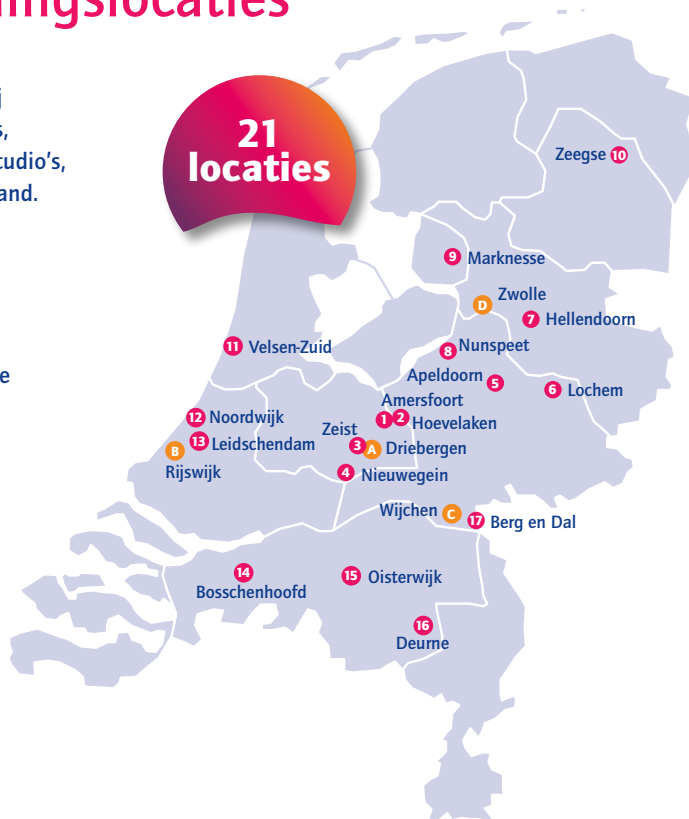 ningslocaties
j
s,
tudio's,
and.
e
21
locaties
Zeegse 10
9 Marknesse
D Zwolle
7 Hellendoorn
11 Velsen-Zuid
8 Nunspeet
Apeldoorn 5
6 Lochem
Amersfoort
1 2 Hoevelaken
12 Noordwijk
13 Leidschendam
Zeist
3 A Driebergen
B
Rijswijk
4 Nieuwegein
Wijchen C
17 Berg en Dal
14
Bosschenhoofd
15 Oisterwijk
16
Deurne